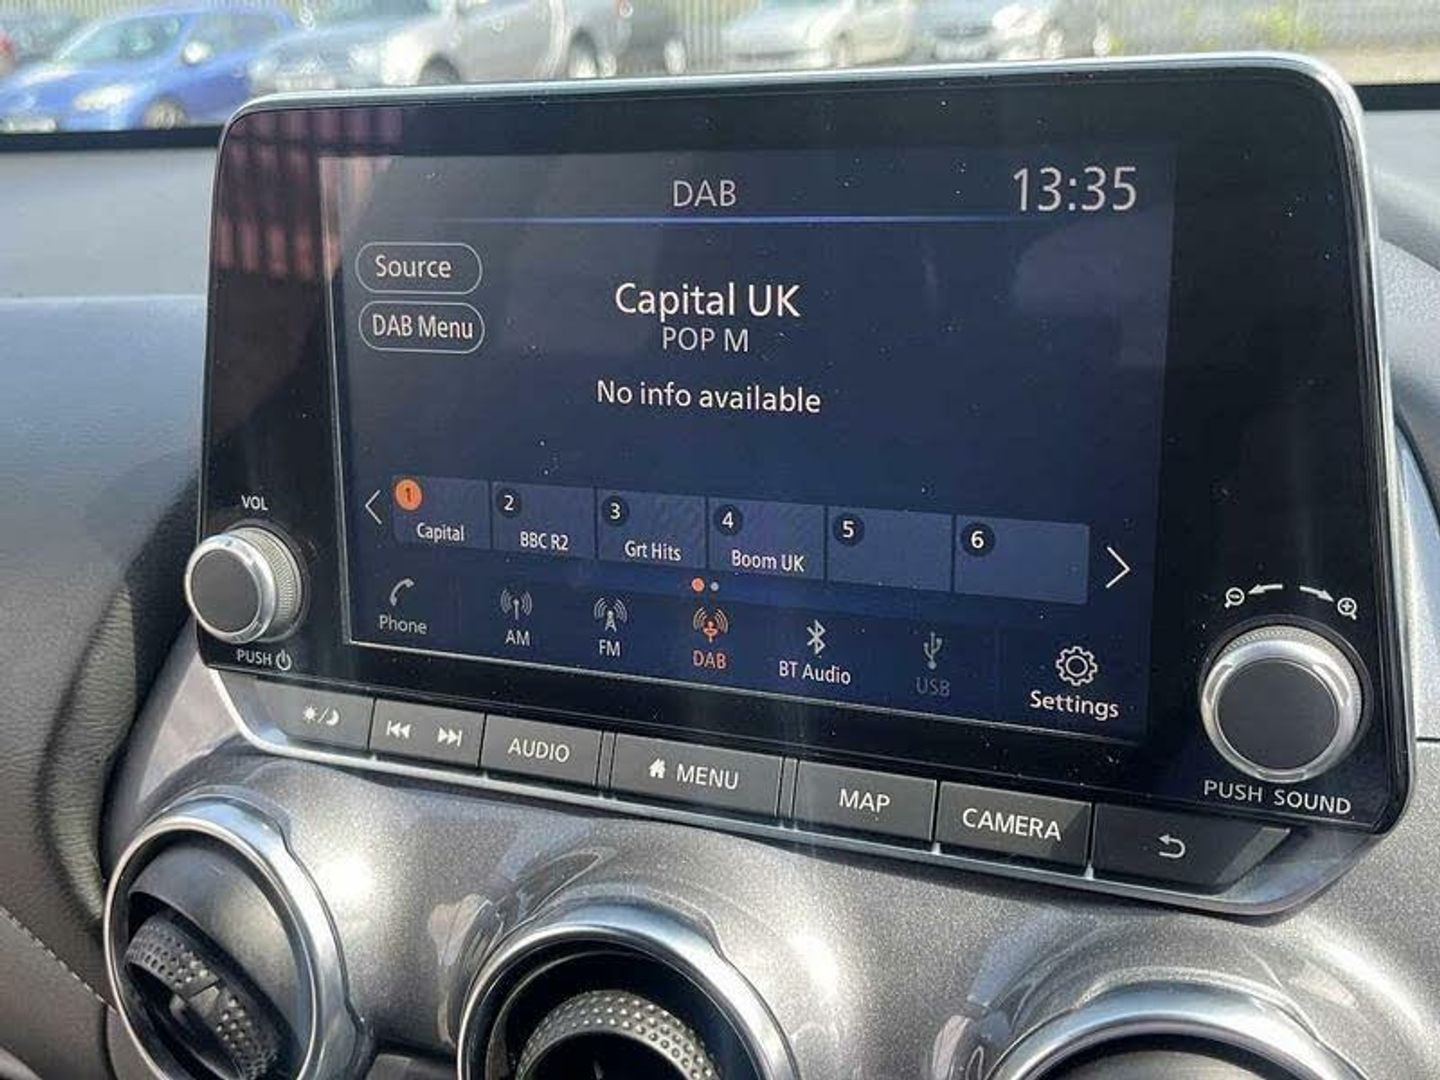 DAB
13:35
Source
DAB Menu
Capital UK
POP M
No info available
1 Capital
2 BBC R2
3 Grt Hits
4 Boom UK
5
6
Phone
AM
FM
DAB
BT Audio
USB
Settings
VOL
PUSH
PUSH SOUND
AUDIO
MENU
MAP
CAMERA